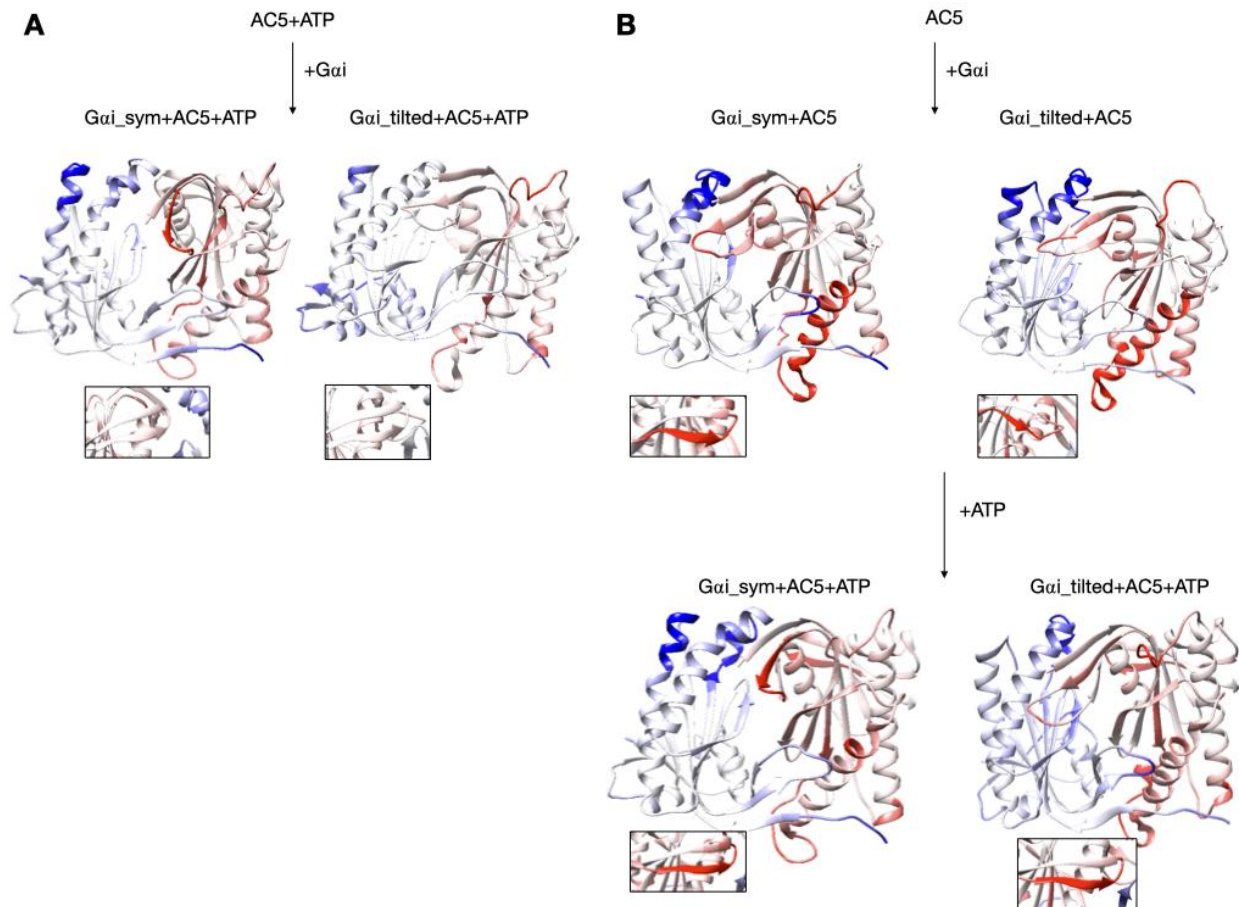 A
AC5+ATP
+Gαi
Gαi_sym+AC5+ATP
Gαi_tilted+AC5+ATP
B
AC5
+Gαi
Gαi_sym+AC5
Gαi_tilted+AC5
+ATP
Gαi_sym+AC5+ATP
Gαi_tilted+AC5+ATP